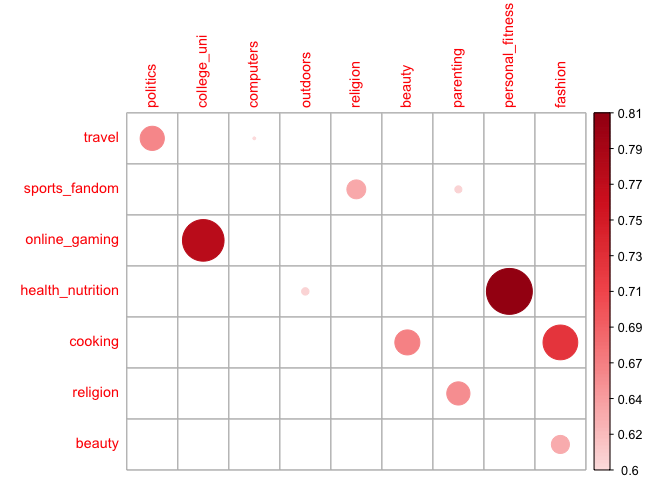 politics
college_uni
computers
outdoors
religion
beauty
parenting
personal_fitness
fashion
travel
sports_fandom
online_gaming
health_nutrition
cooking
religion
beauty
0.81
0.79
0.77
0.75
0.73
0.71
0.69
0.67
0.64
0.62
0.6